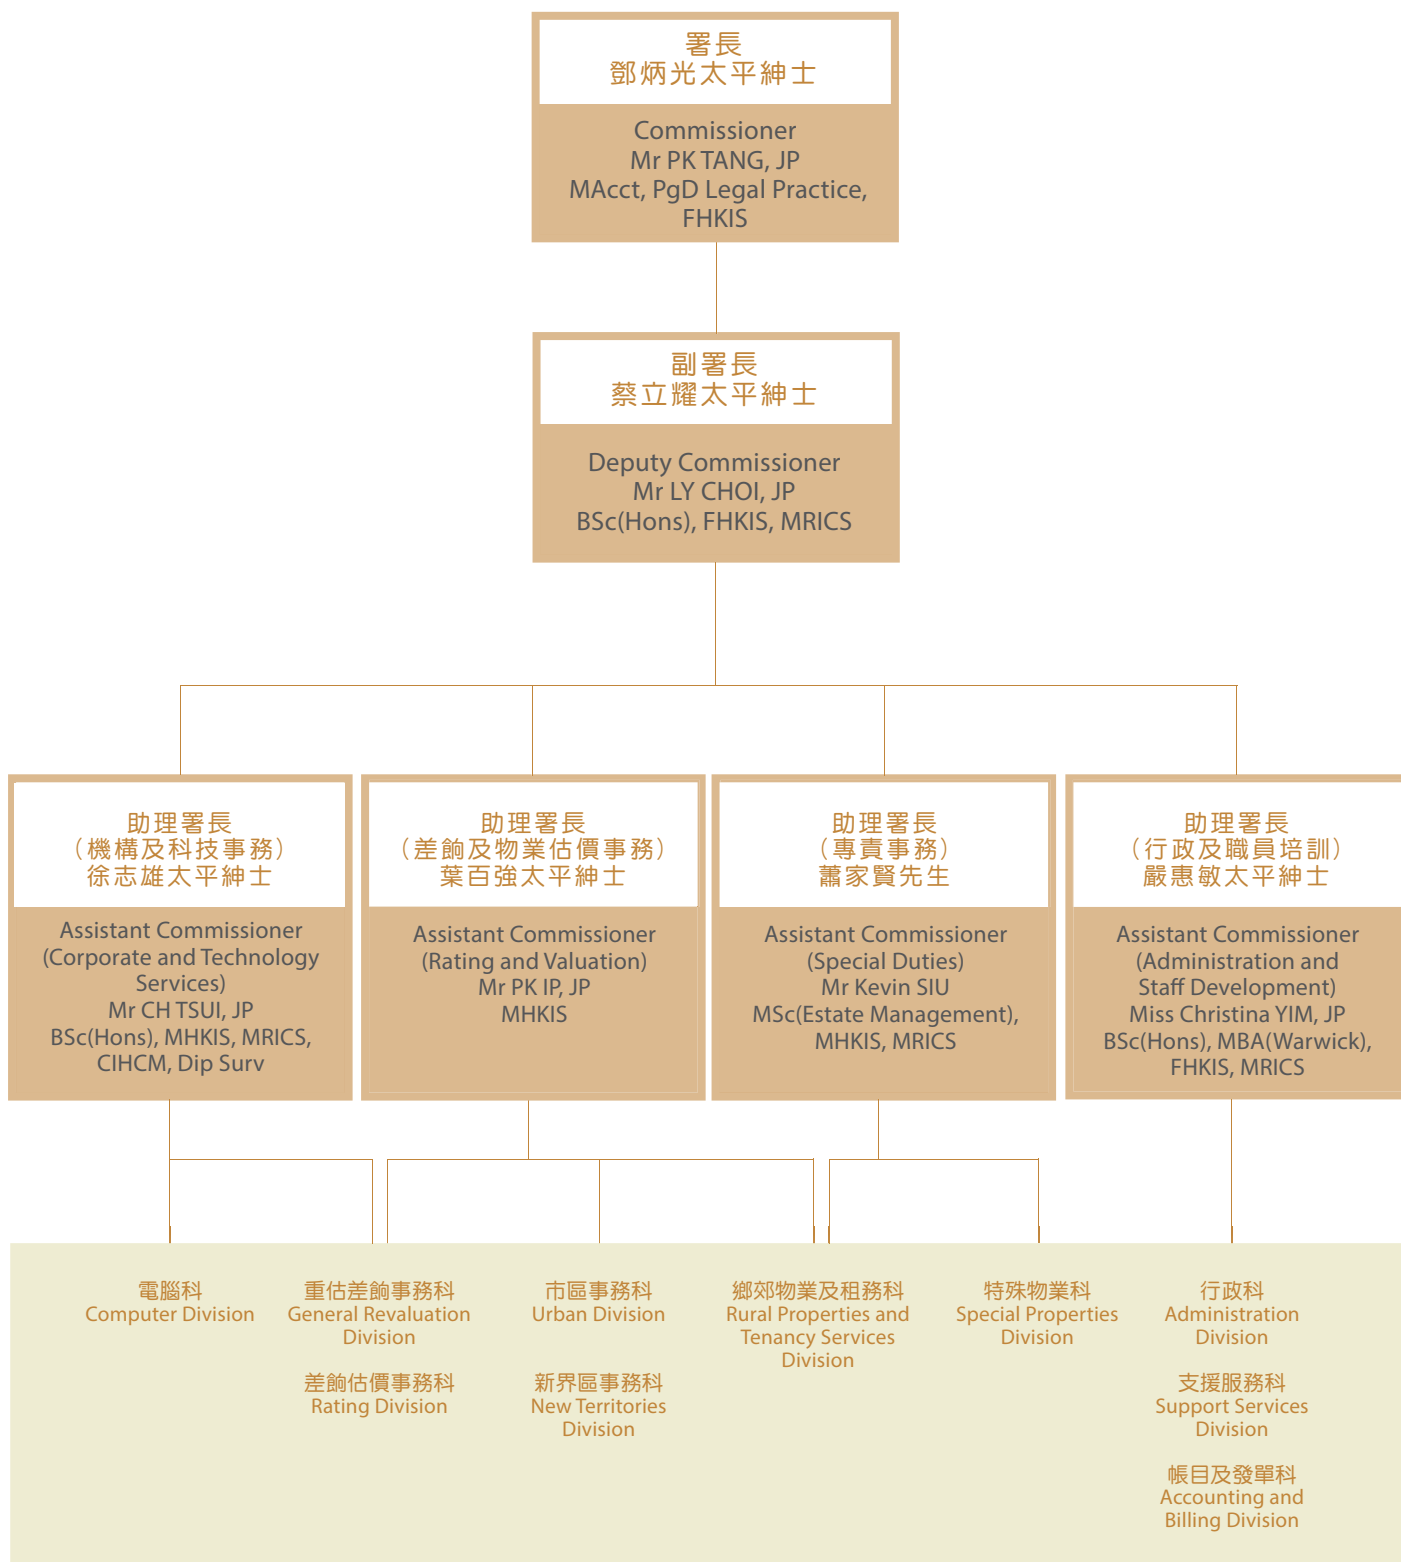 署長
鄧炳光太平紳士
Commissioner
Mr PK TANG, JP
MAcct, PgD Legal Practice,
FHKIS
副署長
蔡立耀太平紳士
Deputy Commissioner
Mr LY CHOI, JP
BSc(Hons), FHKIS, MRICS
助理署長
(機構及科技事務)
徐志雄太平紳士
Assistant Commissioner
(Corporate and Technology
Services)
Mr CH TSUI, JP
BSc(Hons), MHKIS, MRICS,
CIHCM, Dip Surv
助理署長
(差餉及物業估價事務)
葉百強太平紳士
Assistant Commissioner
(Rating and Valuation)
Mr PK IP, JP
MHKIS
助理署長
(專責事務)
蕭家賢先生
Assistant Commissioner
(Special Duties)
Mr Kevin SIU
MSc(Estate Management),
MHKIS, MRICS
助理署長
(行政及職員培訓)
嚴惠敏太平紳士
Assistant Commissioner
(Administration and
Staff Development)
Miss Christina YIM, JP
BSc(Hons), MBA(Warwick),
FHKIS, MRICS
電腦科
Computer Division
重估差餉事務科
General Revaluation
Division
差餉估價事務科
Rating Division
市區事務科
Urban Division
新界區事務科
New Territories
Division
鄉郊物業及租務科
Rural Properties and
Tenancy Services
Division
特殊物業科
Special Properties
Division
行政科
Administration
Division
支援服務科
Support Services
Division
帳目及發單科
Accounting and
Billing Division